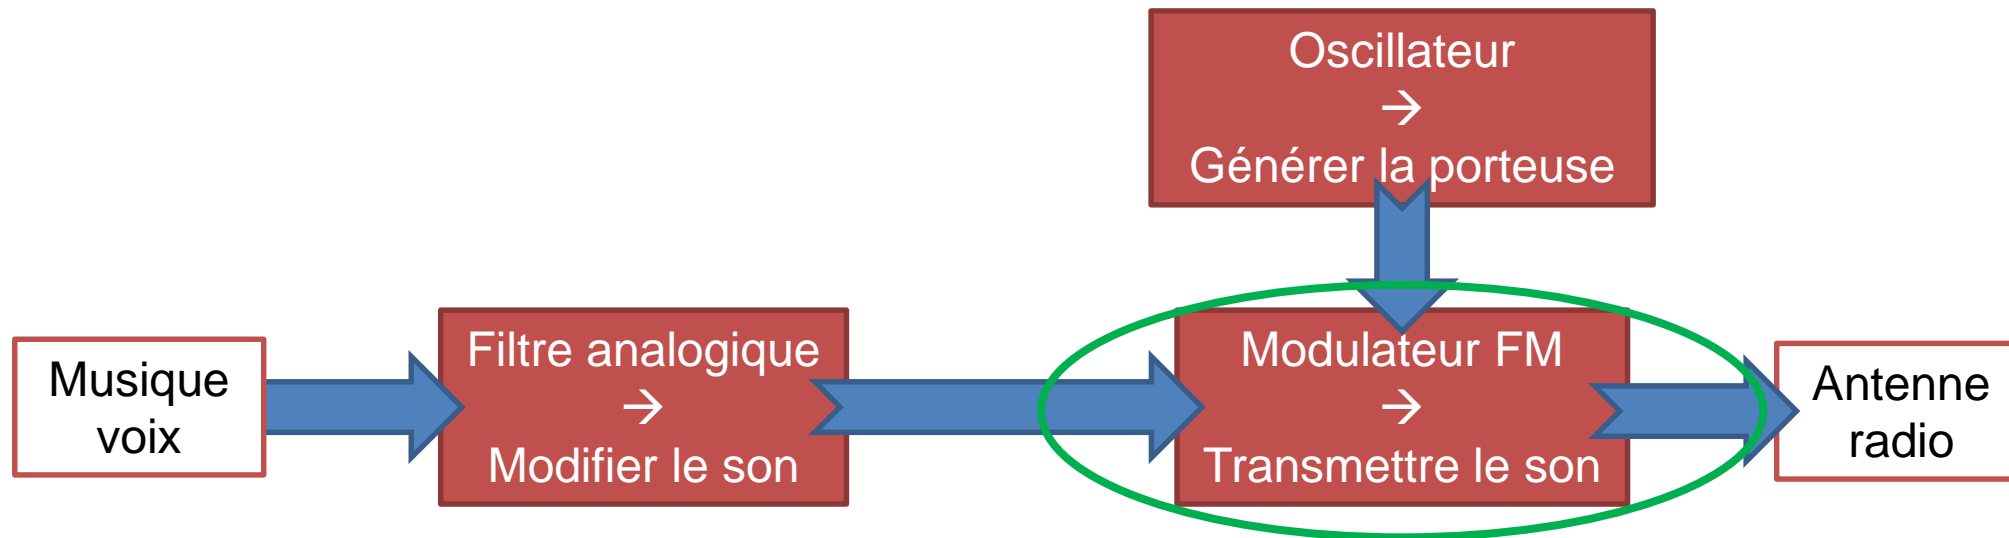 Oscillateur
→
Générer la porteuse
Musique
voix
Filtre analogique
→
Modifier le son
Modulateur FM
→
Transmettre le son
Antenne
radio